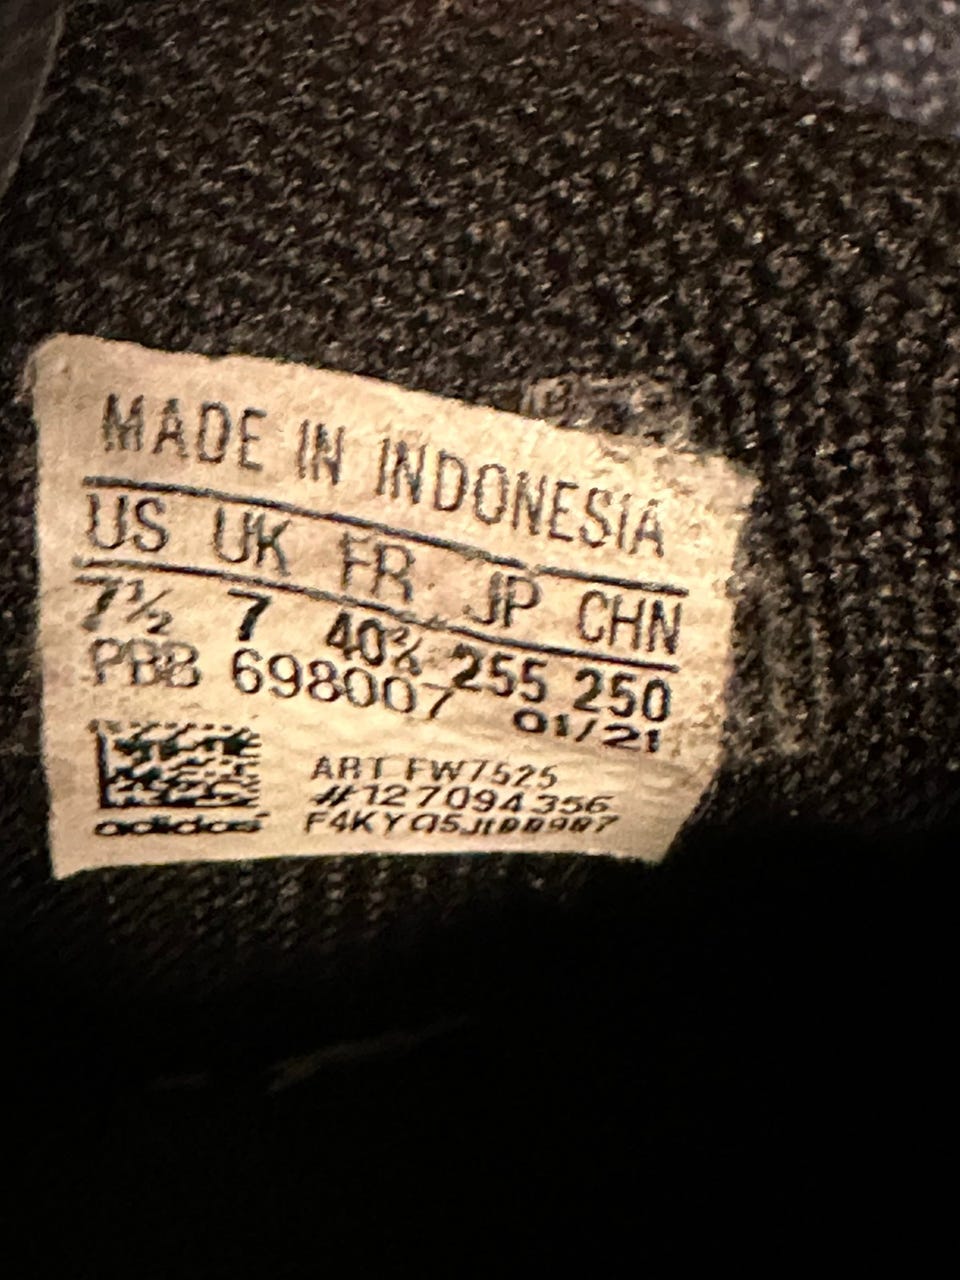 MADE IN INDONESIA
US UK FR JP CHN
7½ 7 40⅔ 255 250
PBB 698007 01/21
ART FW7525
#127094356
adidas